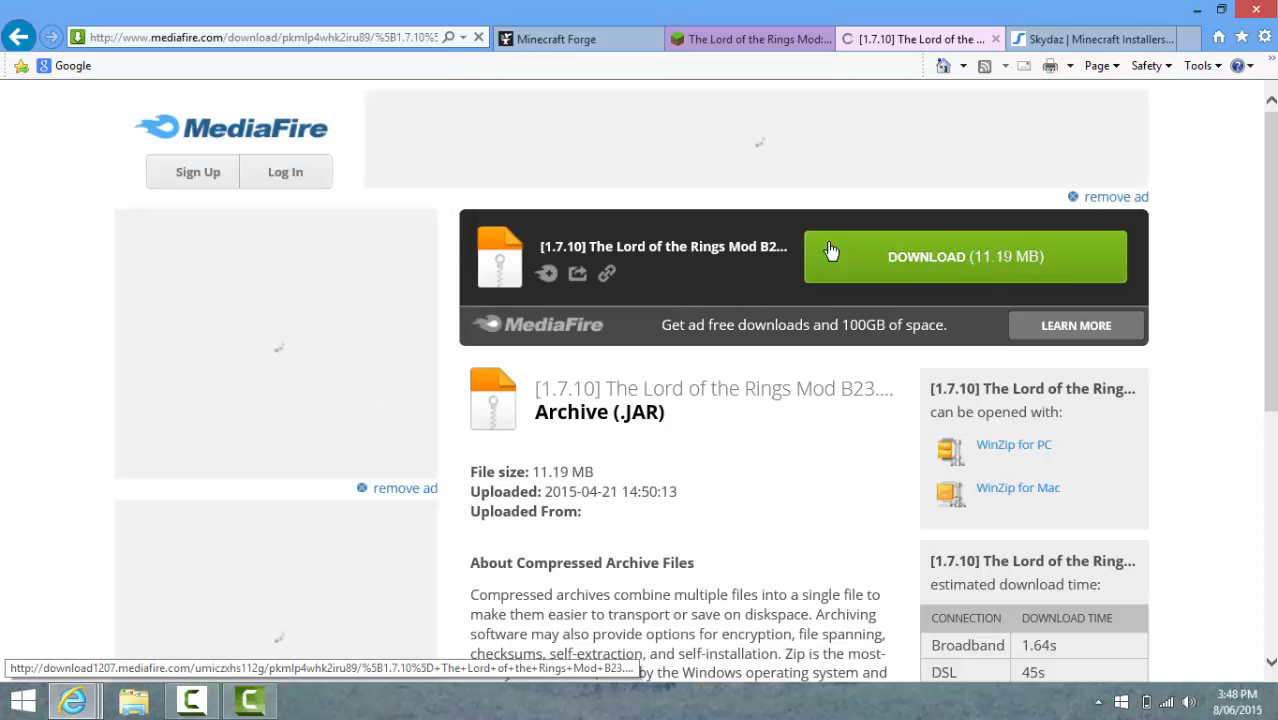 http://www.mediafire.com/download/pkmlp4whk2iru89/%5B1.7.10%5
Minecraft Forge
The Lord of the Rings Mod:...
[1.7.10] The Lord of the ...
Skydaz | Minecraft Installers...
Google
Page
Safety
Tools
MediaFire
Sign Up
Log In
remove ad
[1.7.10] The Lord of the Rings Mod B2...
DOWNLOAD (11.19 MB)
MediaFire
Get ad free downloads and 100GB of space.
LEARN MORE
[1.7.10] The Lord of the Rings Mod B23....
Archive (.JAR)
[1.7.10] The Lord of the Ring...
can be opened with:
WinZip for PC
WinZip for Mac
File size: 11.19 MB
Uploaded: 2015-04-21 14:50:13
Uploaded From:
remove ad
About Compressed Archive Files
Compressed archives combine multiple files into a single file to
make them easier to transport or save on diskspace. Archiving
software may also provide options for encryption, file spanning,
checksums, self-extraction, and self-installation. Zip is the most-
by the Windows operating system and
[1.7.10] The Lord of the Ring...
estimated download time:
CONNECTION DOWNLOAD TIME
Broadband 1.64s
DSL 45s
http://download1207.mediafire.com/umiczxhs112g/pkmlp4whk2iru89/%5B1.7.10%5D+The+Lord+of+the+Rings+Mod+B23....
3:48 PM
8/06/2015